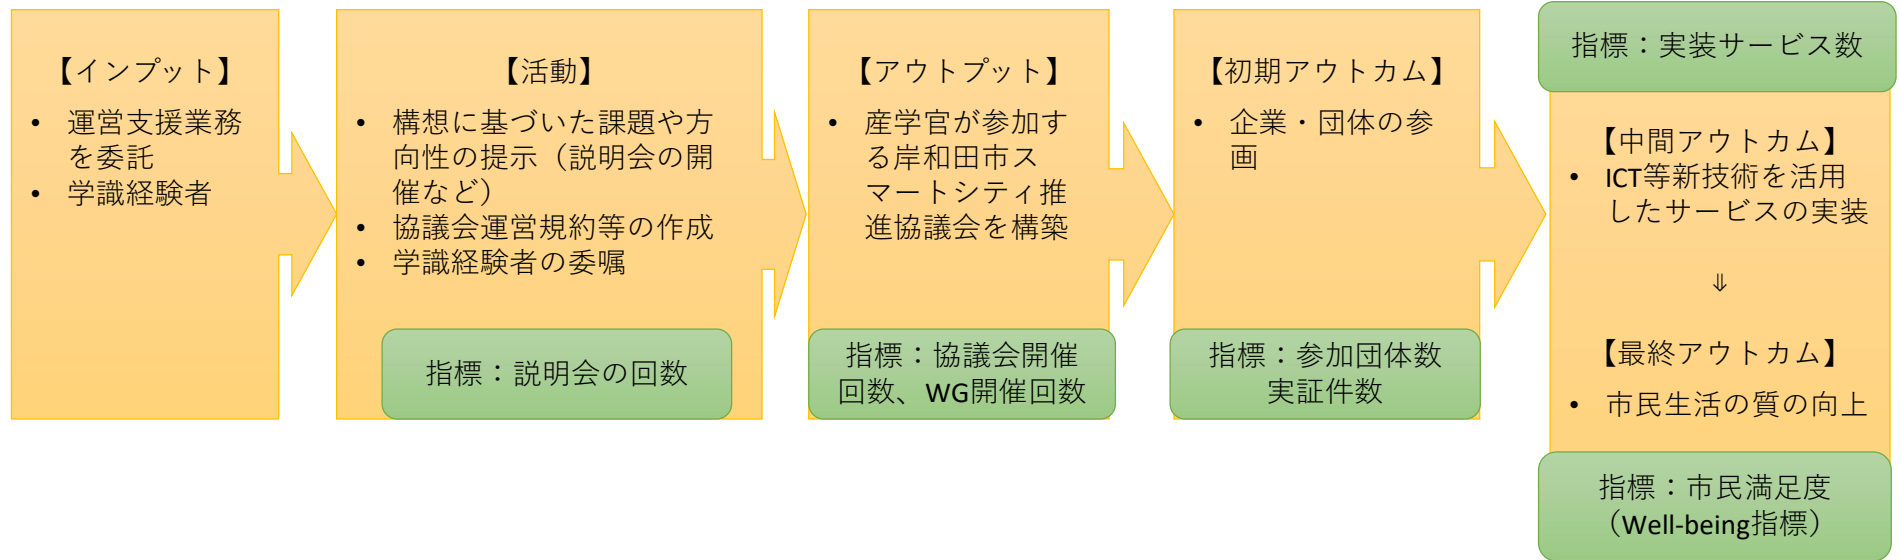 【インプット】
• 運営支援業務
を委託
• 学識経験者
【活動】
• 構想に基づいた課題や方
向性の提示（説明会の開
催など）
• 協議会運営規約等の作成
• 学識経験者の委嘱
指標：説明会の回数
【アウトプット】
• 産学官が参加す
る岸和田市ス
マートシティ推
進協議会を構築
指標：協議会開催
回数、WG開催回数
【初期アウトカム】
• 企業・団体の参
画
指標：参加団体数
実証件数
指標：実装サービス数
【中間アウトカム】
• ICT等新技術を活用
したサービスの実装
⇓
【最終アウトカム】
• 市民生活の質の向上
指標：市民満足度
（Well-being指標）